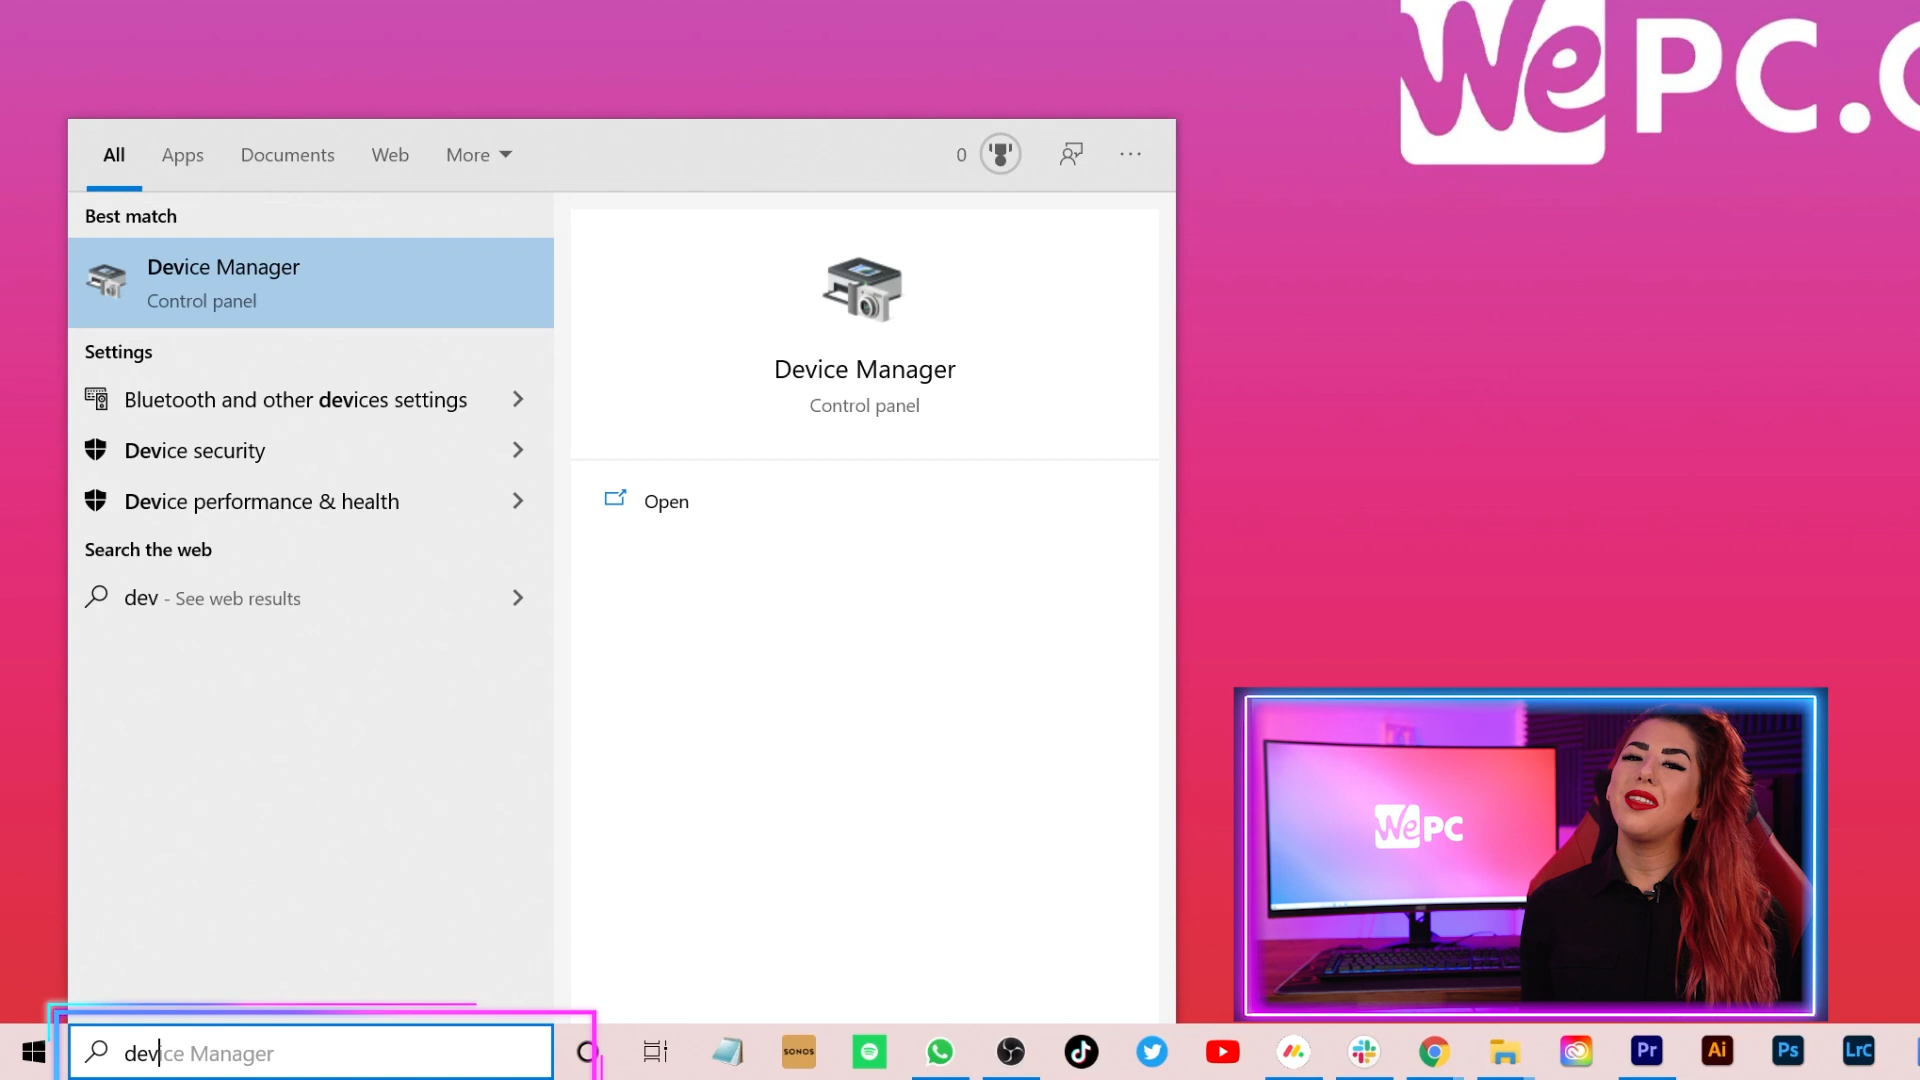 WePC.
All Apps Documents Web More 0
Best match
Device Manager
Control panel
Settings
Bluetooth and other devices settings
Device security
Device performance & health
Search the web
dev - See web results
Device Manager
Control panel
Open
WePC
device Manager
SONOS
Pr
Ai
Ps
LrC